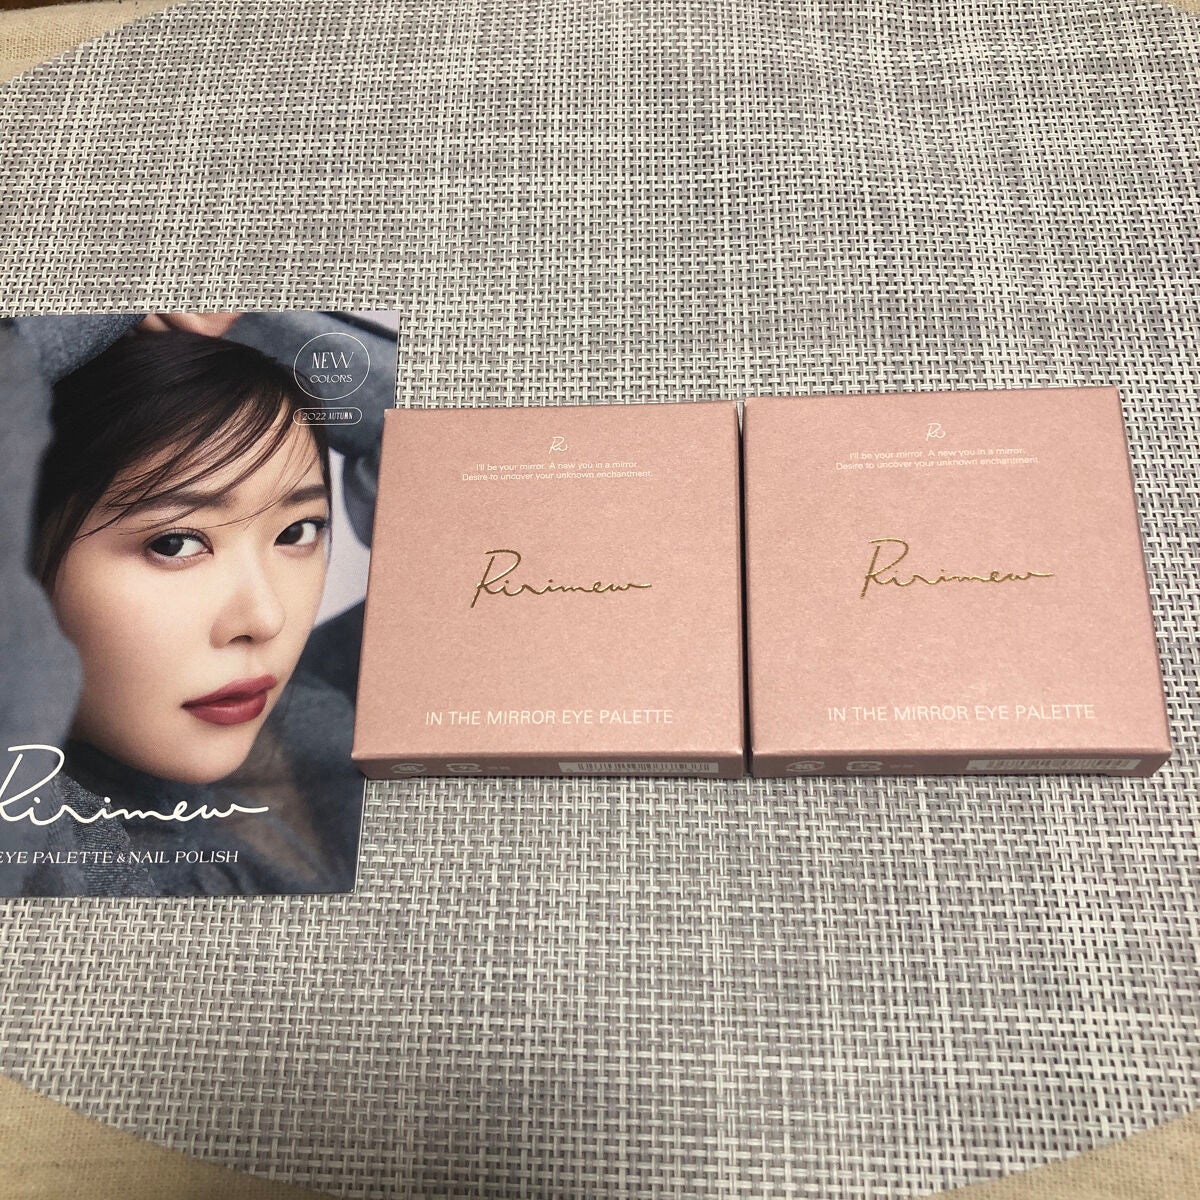 NEW
COLORS
2022 AUTUMN
Ririmew
EYE PALETTE & NAIL POLISH
Ri
I'll be your mirror. A new you in a mirror.
Desire to uncover your unknown enchantment.
Ririmew
IN THE MIRROR EYE PALETTE
Ri
I'll be your mirror. A new you in a mirror.
Desire to uncover your unknown enchantment.
Ririmew
IN THE MIRROR EYE PALETTE